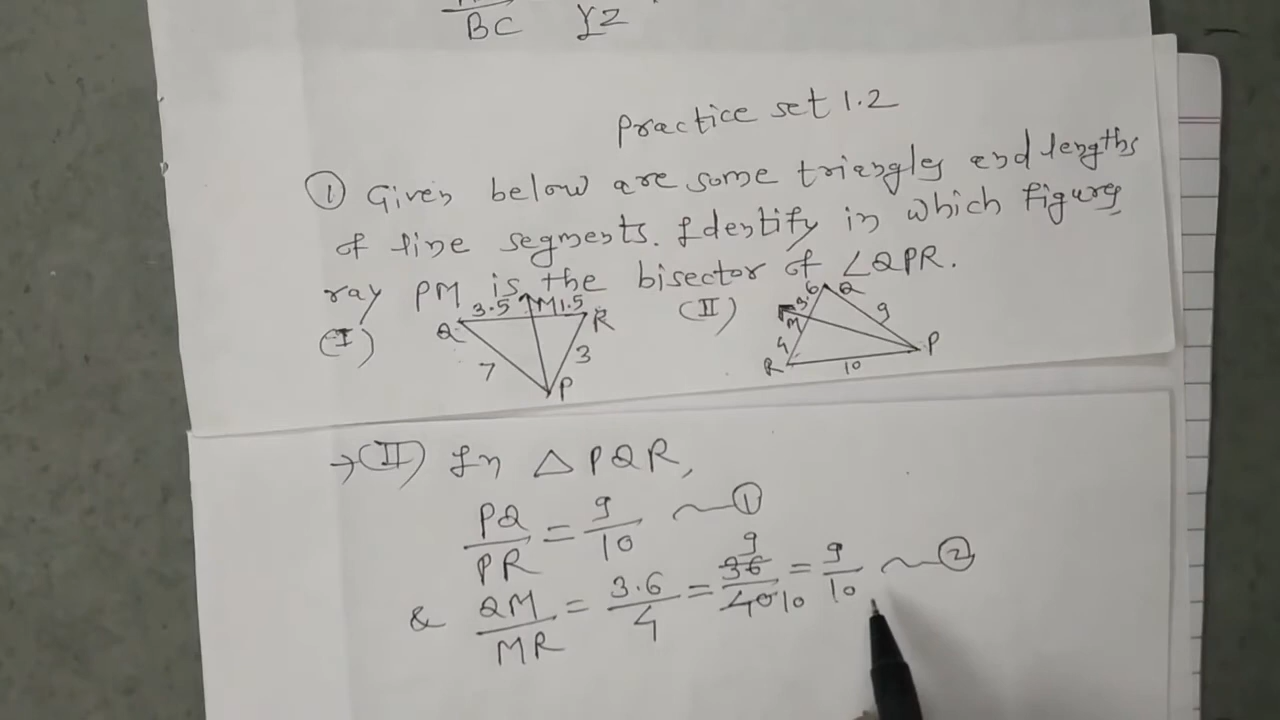 BC YZ
Practice set 1.2
① Given below are some triangles and lengths
of line segments. Identify in which figures
ray PM is the bisector of ∠QPR.
(I) Q 3.5 M 1.5 R 7 3 P
(II) Q 3.6 M 4 R 9 10 P
→(II) In △PQR,
PQ/PR = 9/10 ~ ①
& QM/MR = 3.6/4 = 36/40 9 10 = 9/10 ~ ②